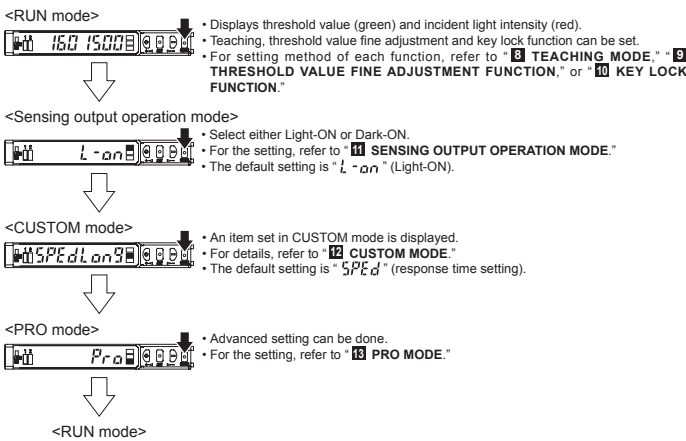 <RUN mode>
160 1500
• Displays threshold value (green) and incident light intensity (red).
• Teaching, threshold value fine adjustment and key lock function can be set.
• For setting method of each function, refer to “ 8 TEACHING MODE,” “ 9
THRESHOLD VALUE FINE ADJUSTMENT FUNCTION,” or “ 10 KEY LOCK
FUNCTION.”
<Sensing output operation mode>
L-on
• Select either Light-ON or Dark-ON.
• For the setting, refer to “ 11 SENSING OUTPUT OPERATION MODE.”
• The default setting is “ L-on ” (Light-ON).
<CUSTOM mode>
SPEdLon9
• An item set in CUSTOM mode is displayed.
• For details, refer to “ 12 CUSTOM MODE.”
• The default setting is “ SPEd ” (response time setting).
<PRO mode>
Pro
• Advanced setting can be done.
• For the setting, refer to “ 13 PRO MODE.”
<RUN mode>